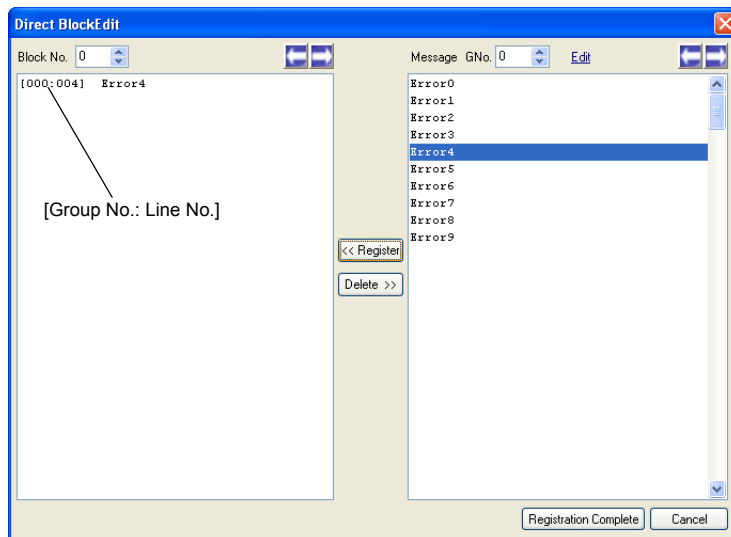 Direct BlockEdit
Block No. 0
Message GNo. 0 Edit
[000:004] Error4
[Group No.: Line No.]
Error0
Error1
Error2
Error3
Error4
Error5
Error6
Error7
Error8
Error9
<< Register
Delete >>
Registration Complete
Cancel